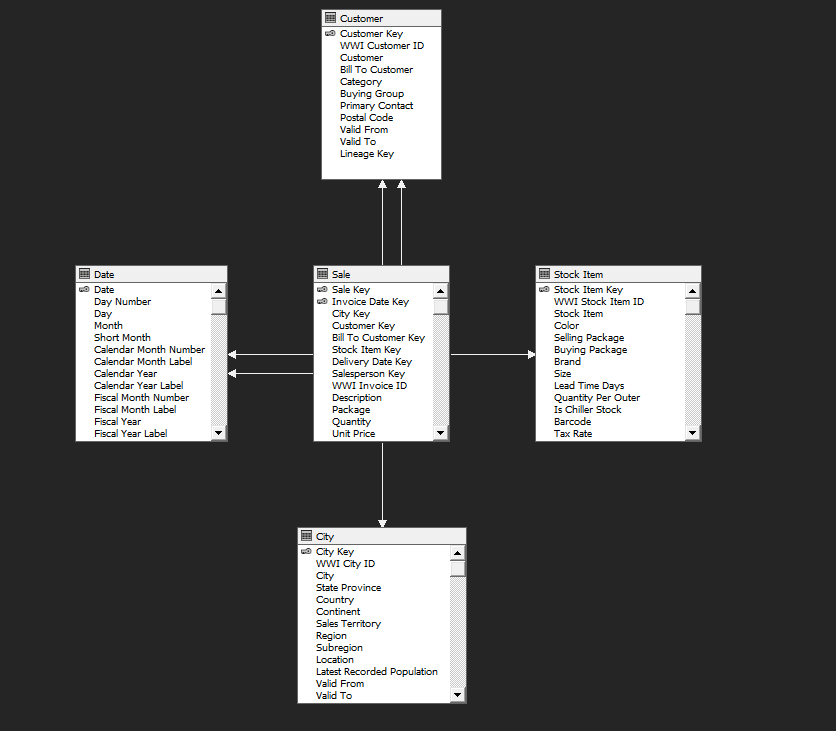 Customer
Customer Key
WWI Customer ID
Customer
Bill To Customer
Category
Buying Group
Primary Contact
Postal Code
Valid From
Valid To
Lineage Key
Date
Date
Day Number
Day
Month
Short Month
Calendar Month Number
Calendar Month Label
Calendar Year
Calendar Year Label
Fiscal Month Number
Fiscal Month Label
Fiscal Year
Fiscal Year Label
Sale
Sale Key
Invoice Date Key
City Key
Customer Key
Bill To Customer Key
Stock Item Key
Delivery Date Key
Salesperson Key
WWI Invoice ID
Description
Package
Quantity
Unit Price
Stock Item
Stock Item Key
WWI Stock Item ID
Stock Item
Color
Selling Package
Buying Package
Brand
Size
Lead Time Days
Quantity Per Outer
Is Chiller Stock
Barcode
Tax Rate
City
City Key
WWI City ID
City
State Province
Country
Continent
Sales Territory
Region
Subregion
Location
Latest Recorded Population
Valid From
Valid To